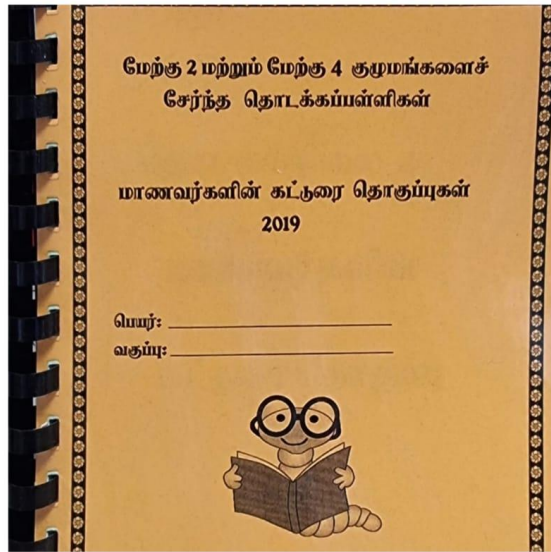 மேற்கு 2 மற்றும் மேற்கு 4 குழுமங்களைச்
சேர்ந்த தொடக்கப்பள்ளிகள்
மாணவர்களின் கட்டுரை தொகுப்புகள்
2019
பெயர்:
வகுப்பு: